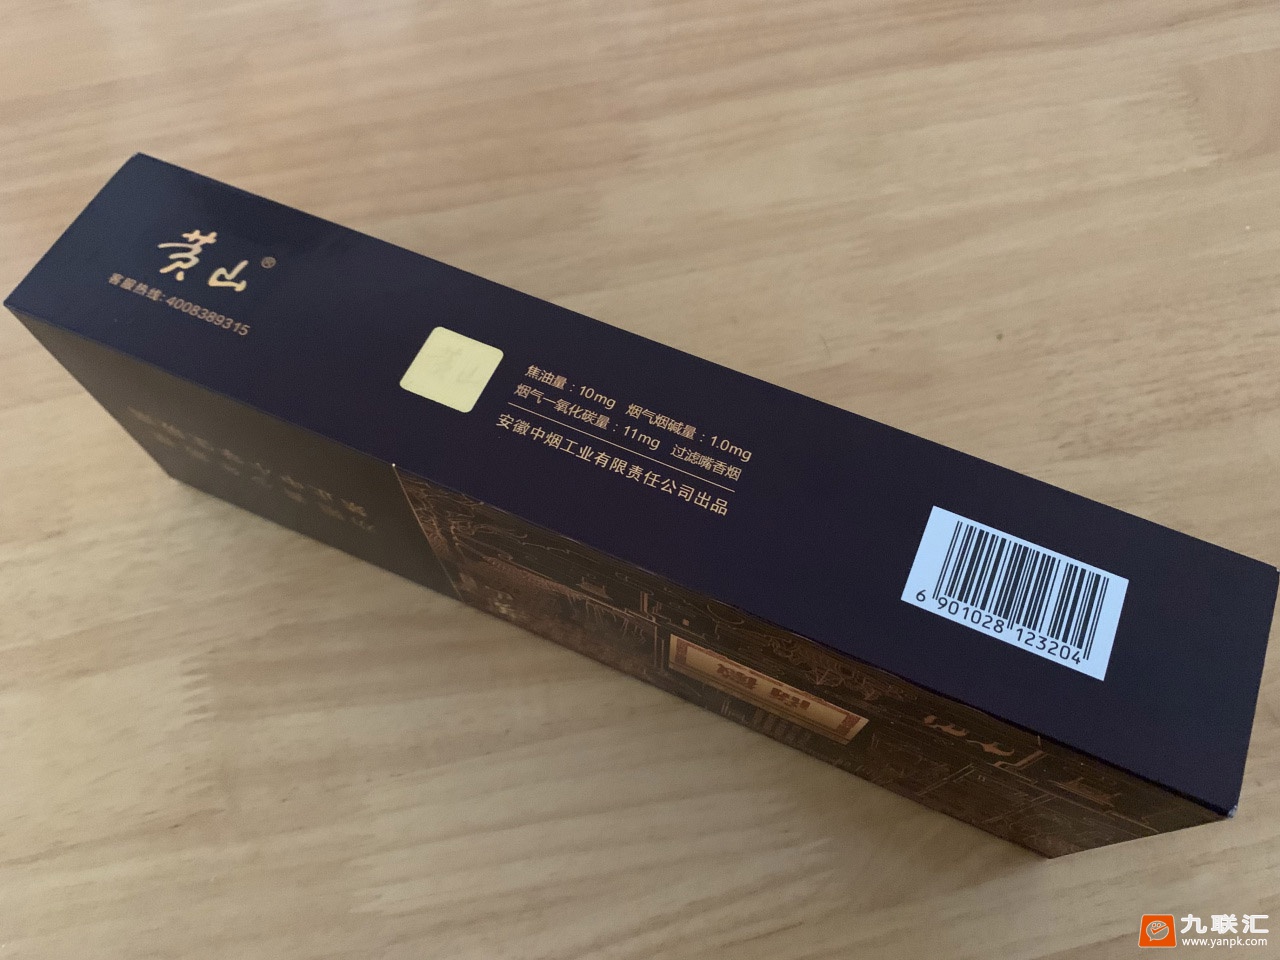 黄山®
客服热线:4008389315
焦油量：10mg 烟气烟碱量：1.0mg
烟气一氧化碳量：11mg 过滤嘴香烟
安徽中烟工业有限责任公司出品
6 901028 123204
九联汇
www.yanpk.com